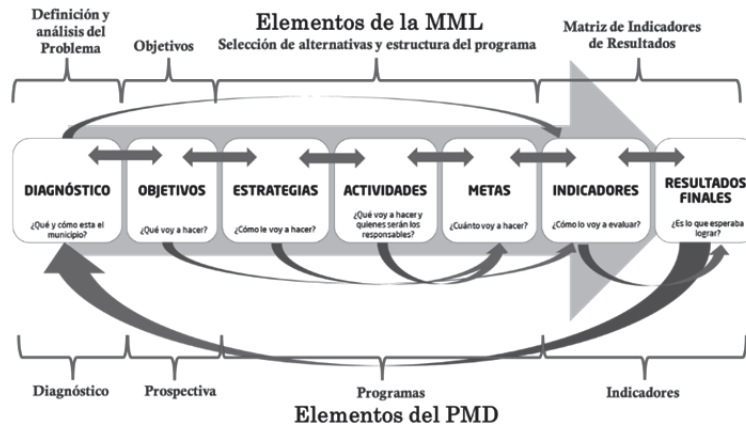 Elementos de la MML
Definición y
análisis del
Problema
Objetivos
Selección de alternativas y estructura del programa
Matriz de Indicadores
de Resultados
DIAGNÓSTICO
¿Qué y cómo esta el
municipio?
OBJETIVOS
¿Qué voy a hacer?
ESTRATEGIAS
¿Cómo le voy a hacer?
ACTIVIDADES
¿Qué voy a hacer y
quienes serán los
responsables?
METAS
¿Cuánto voy a hacer?
INDICADORES
¿Cómo lo voy a evaluar?
RESULTADOS
FINALES
¿Es lo que esperaba
lograr?
Diagnóstico
Prospectiva
Programas
Indicadores
Elementos del PMD